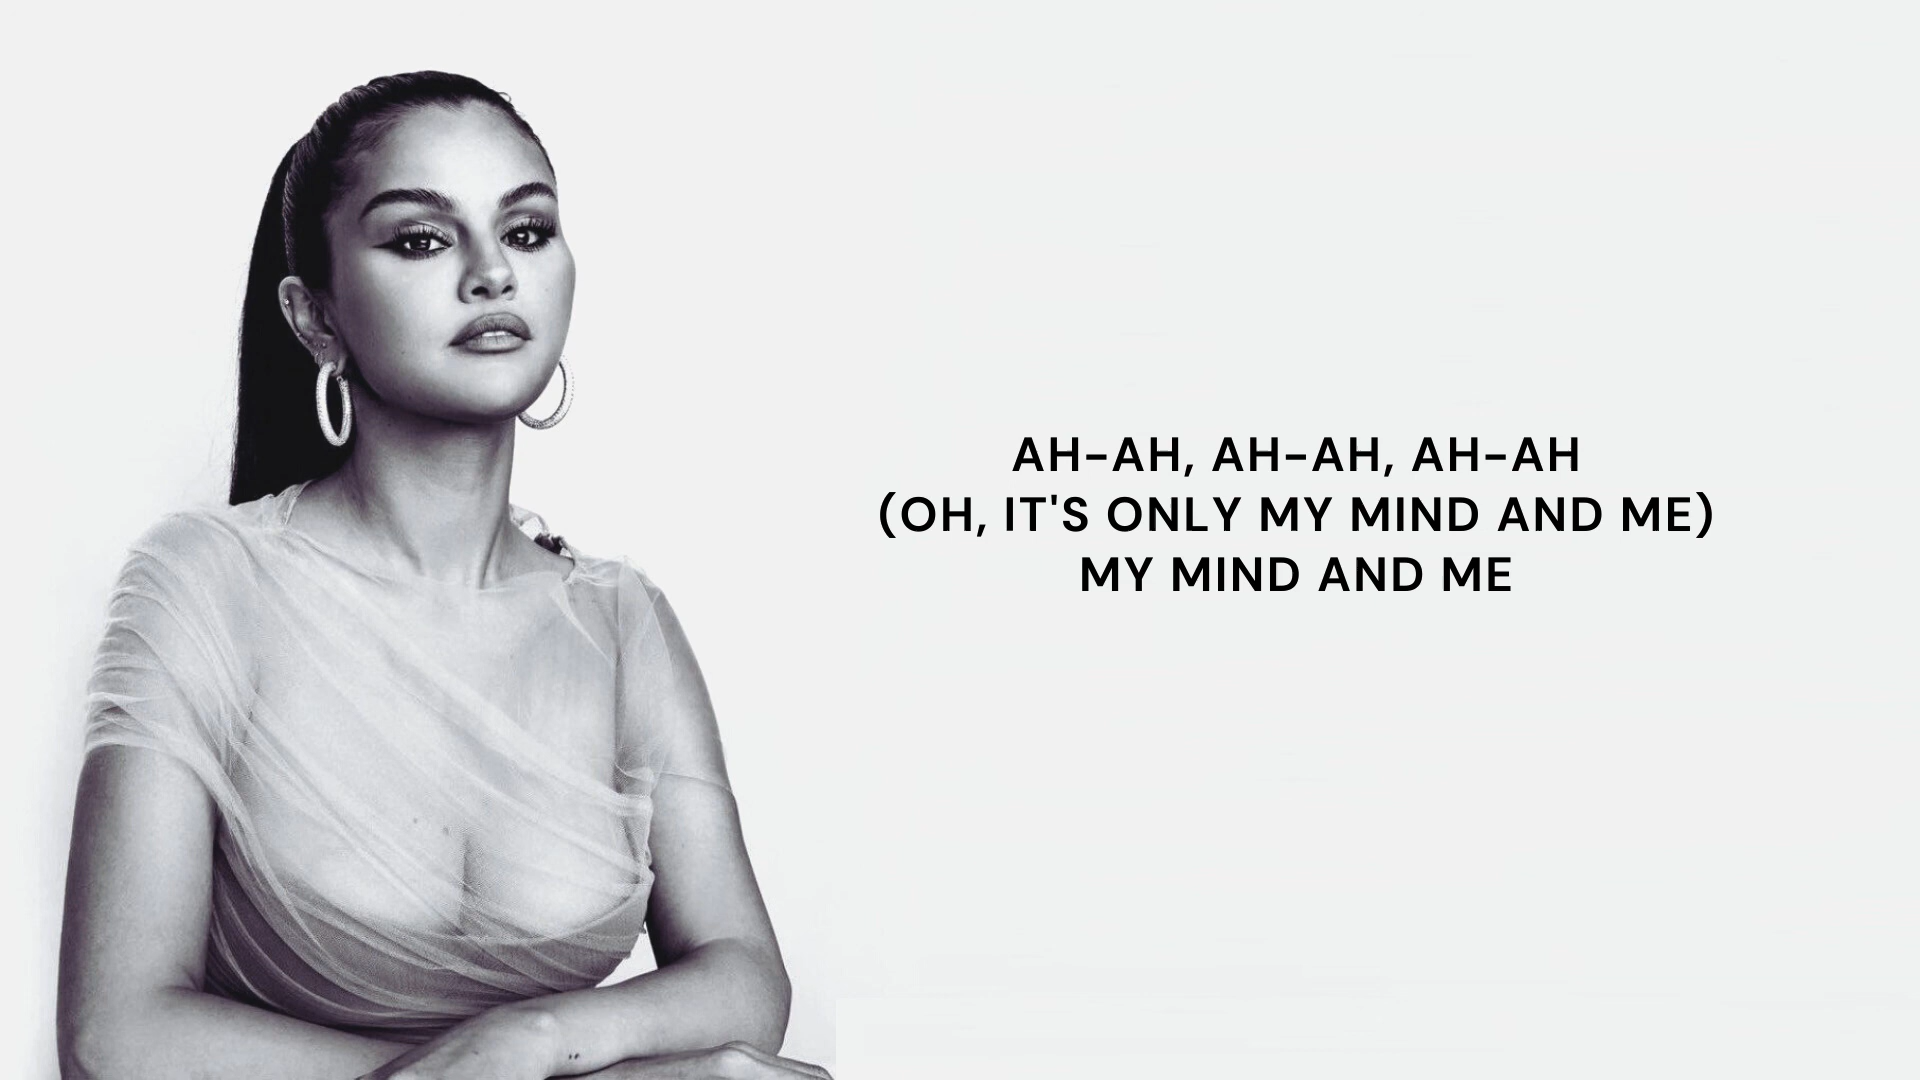 AH-AH, AH-AH, AH-AH
(OH, IT'S ONLY MY MIND AND ME)
MY MIND AND ME